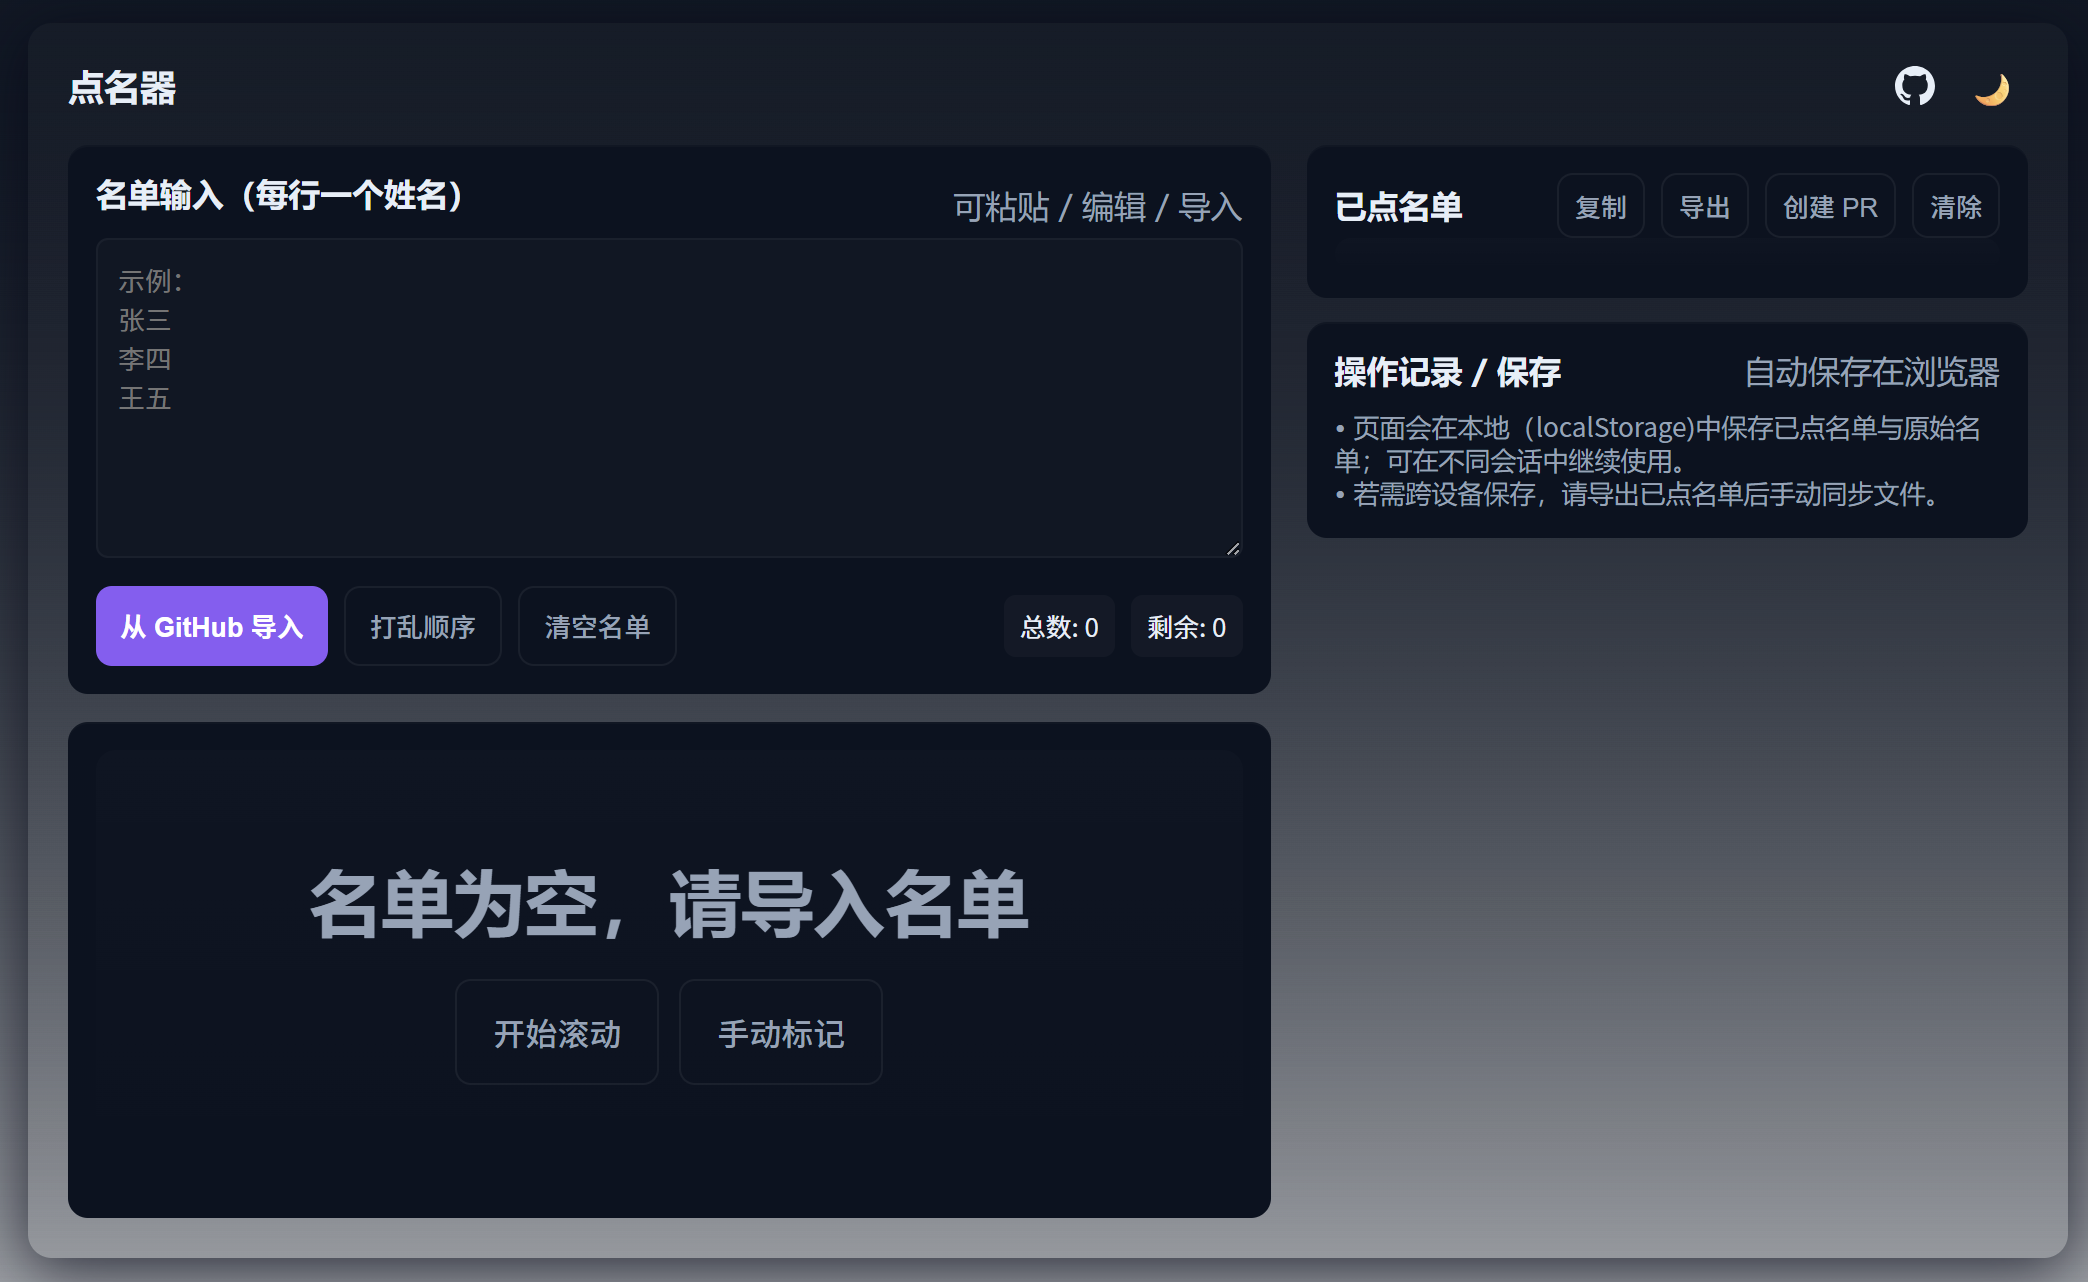 点名器
名单输入（每行一个姓名）
可粘贴 / 编辑 / 导入
示例：
张三
李四
王五
从 GitHub 导入
打乱顺序
清空名单
总数: 0
剩余: 0
名单为空，请导入名单
开始滚动
手动标记
已点名单
复制
导出
创建 PR
清除
操作记录 / 保存
自动保存在浏览器
• 页面会在本地（localStorage)中保存已点名单与原始名
单；可在不同会话中继续使用。
• 若需跨设备保存，请导出已点名单后手动同步文件。